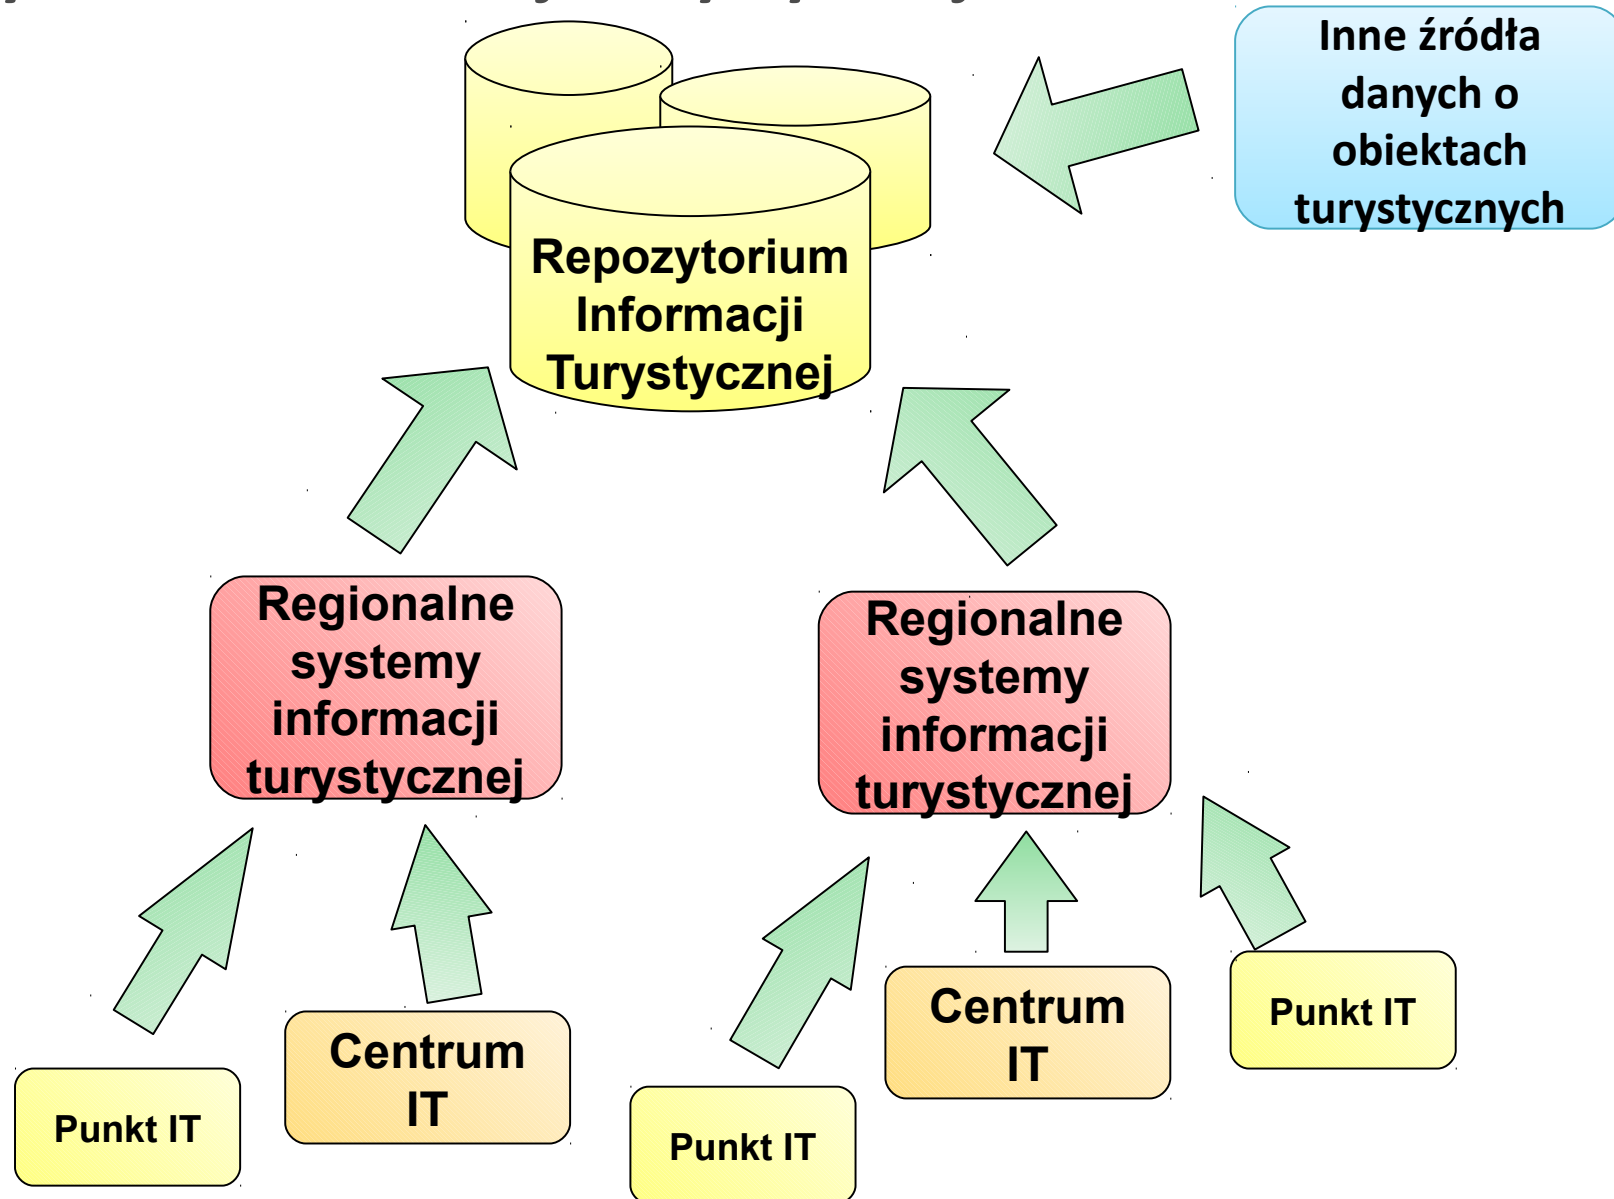 Inne źródła
danych o
obiektach
turystycznych
Repozytorium
Informacji
Turystycznej
Regionalne
systemy
informacji
turystycznej
Regionalne
systemy
informacji
turystycznej
Punkt IT
Centrum
IT
Punkt IT
Centrum
IT
Punkt IT